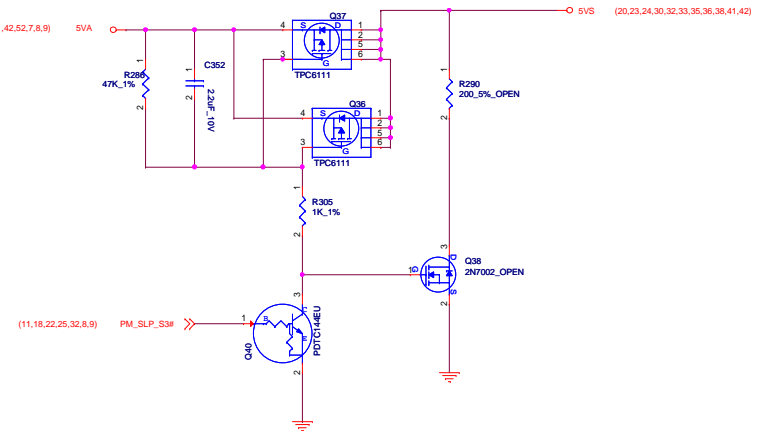 ,42,52,7,8,9)
5VA
4
S
Q37
D
1
2
5
6
3
G
TPC6111
5VS
(20,23,24,30,32,33,35,36,38,41,42)
1
R286
47K_1%
2
1
C352
2
2.2uF_10V
1
R290
200_5%_OPEN
2
4
S
Q36
D
1
2
5
6
3
G
TPC6111
1
R305
1K_1%
2
3
D
1
G
Q38
2N7002_OPEN
S
2
(11,18,22,25,32,8,9)
PM_SLP_S3#
1
B
3
C
E
2
Q40
PDTC144EU